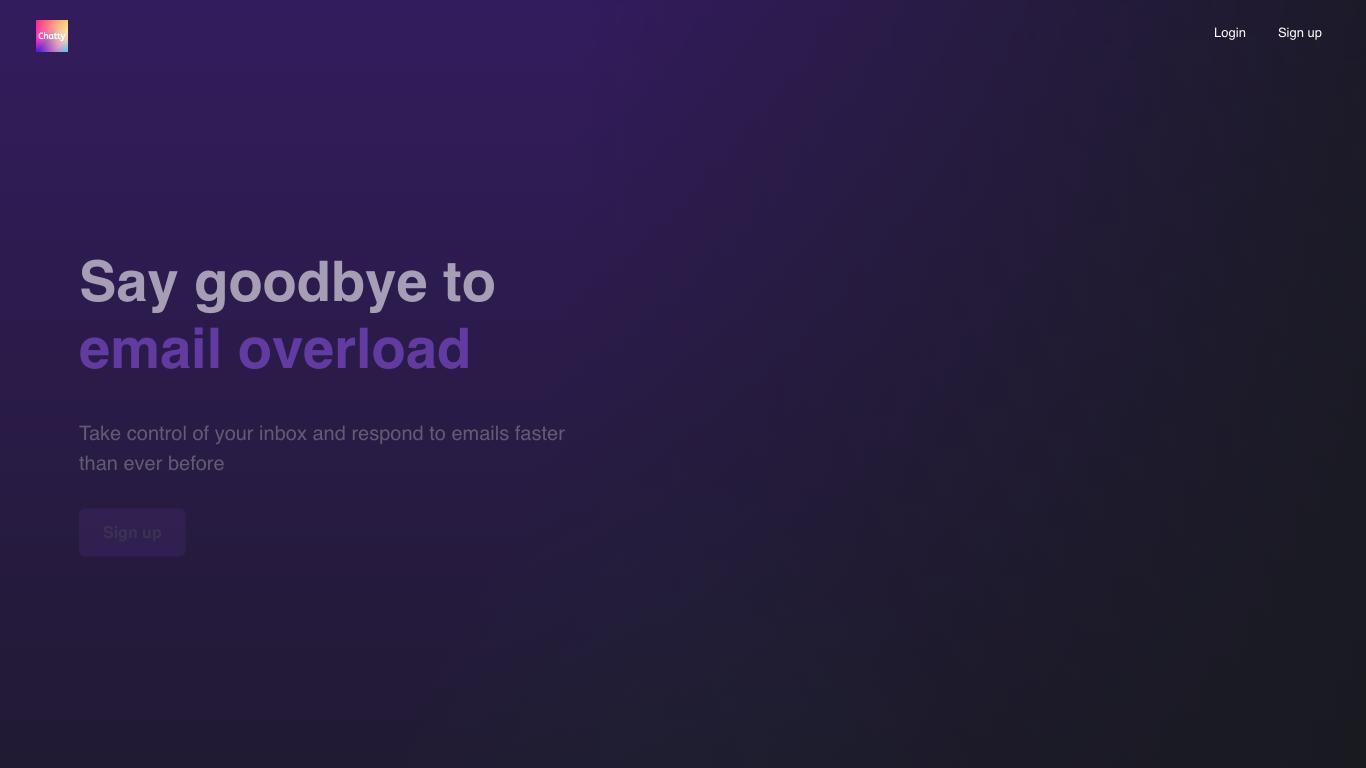 Chatty
Login
Sign up
Say goodbye to
email overload
Take control of your inbox and respond to emails faster
than ever before
Sign up